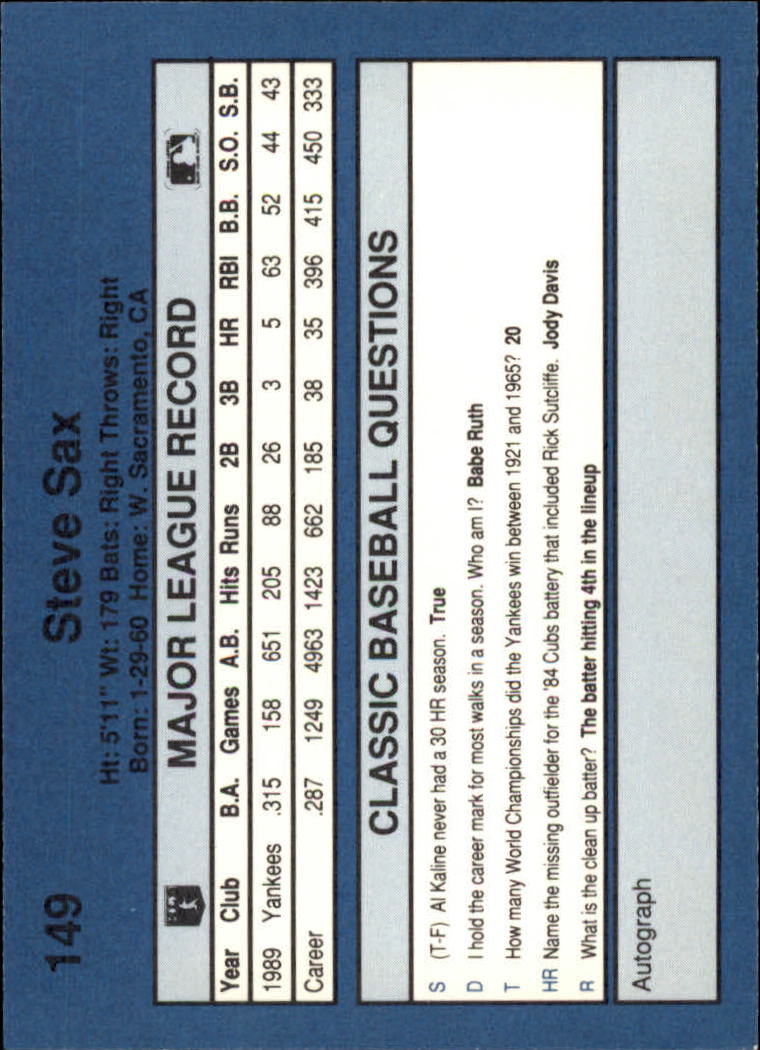 149 Steve Sax
Ht: 5'11" Wt: 179 Bats: Right Throws: Right
Born: 1-29-60 Home: W. Sacramento, CA
MAJOR LEAGUE RECORD
Year Club B.A. Games A.B. Hits Runs 2B 3B HR RBI B.B. S.O. S.B.
1989 Yankees .315 158 651 205 88 26 3 5 63 52 44 43
Career .287 1249 4963 1423 662 185 38 35 396 415 450 333
CLASSIC BASEBALL QUESTIONS
S (T-F) Al Kaline never had a 30 HR season. True
D I hold the career mark for most walks in a season. Who am I? Babe Ruth
T How many World Championships did the Yankees win between 1921 and 1965? 20
HR Name the missing outfielder for the '84 Cubs battery that included Rick Sutcliffe. Jody Davis
R What is the clean up batter? The batter hitting 4th in the lineup
Autograph